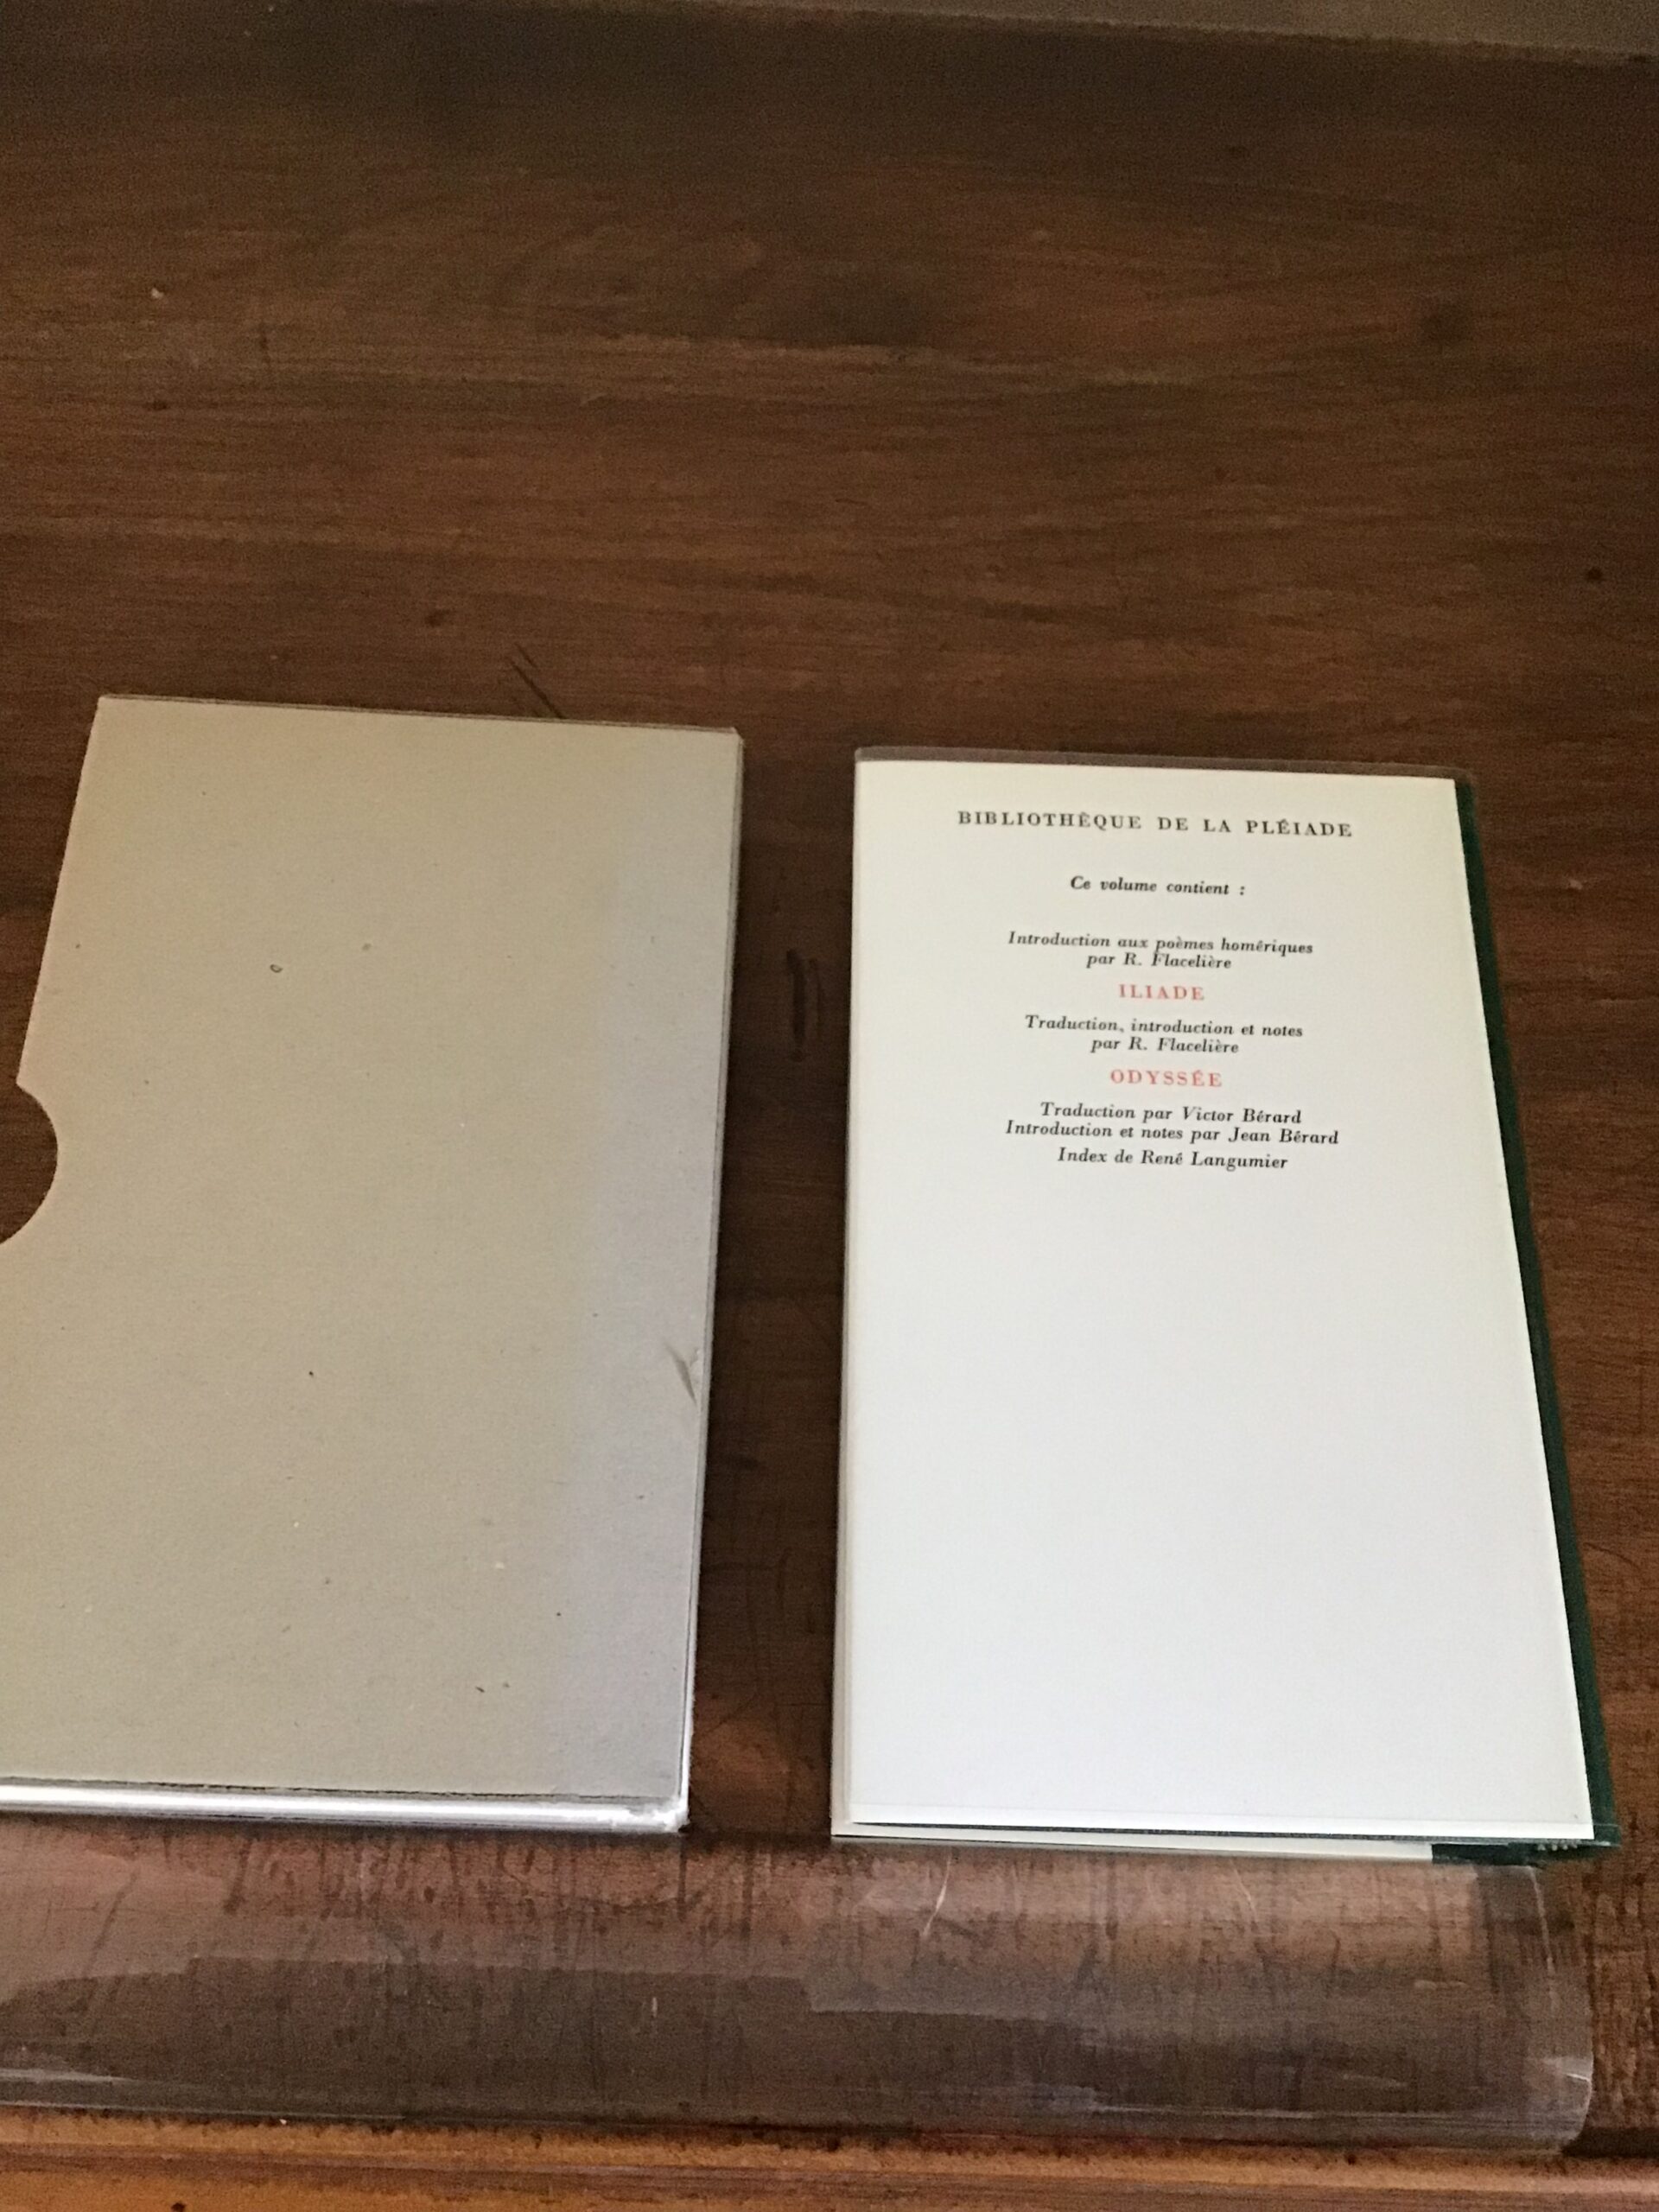 BIBLIOTHÈQUE DE LA PLÉIADE
Ce volume contient :
Introduction aux poèmes homériques
par R. Flacelière
ILIADE
Traduction, introduction et notes
par R. Flacelière
ODYSSÉE
Traduction par Victor Bérard
Introduction et notes par Jean Bérard
Index de René Langumier